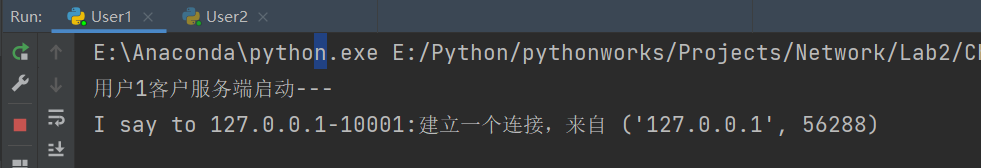 Run: User1 × User2 ×
E:\Anaconda\python.exe E:/Python/pythonworks/Projects/Network/Lab2/Cl
用户1客户服务端启动---
I say to 127.0.0.1-10001:建立一个连接，来自 ('127.0.0.1', 56288)